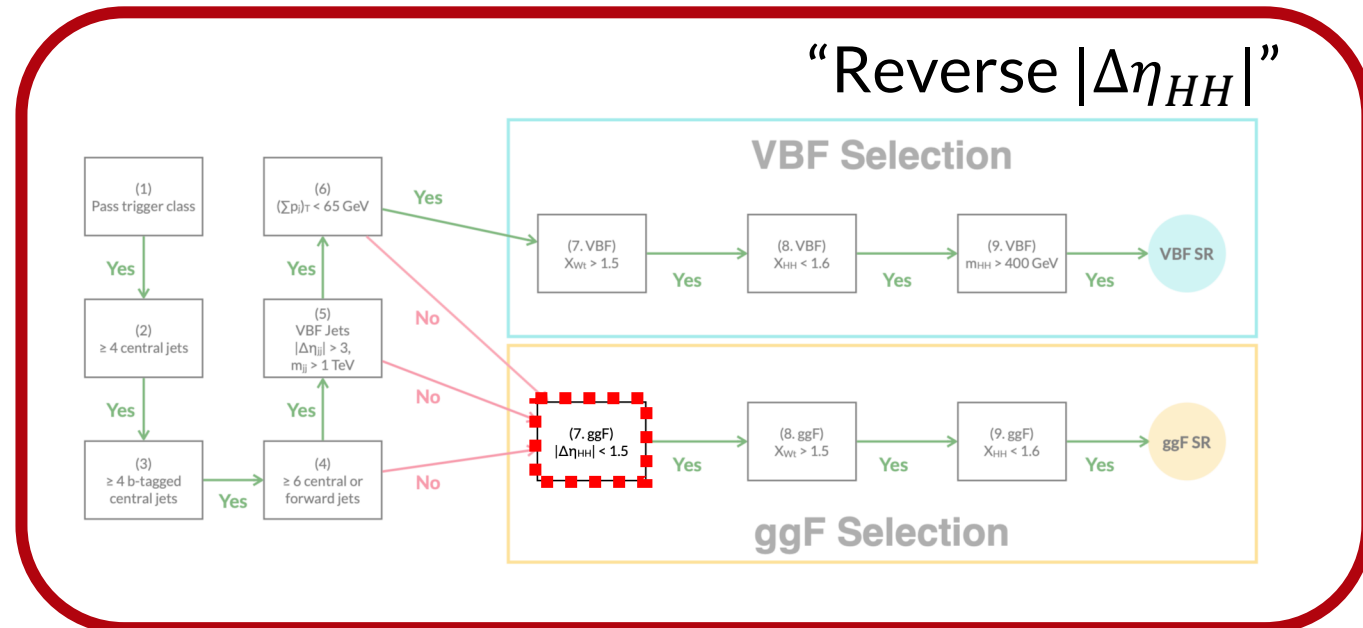 “Reverse |Δη_HH|”
VBF Selection
(1)
Pass trigger class
Yes
(2)
≥ 4 central jets
Yes
(3)
≥ 4 b-tagged
central jets
Yes
(4)
≥ 6 central or
forward jets
Yes
No
(5)
VBF Jets
|Δη_jj| > 3,
m_jj > 1 TeV
Yes
No
(6)
(∑p_j)_T < 65 GeV
Yes
No
(7. VBF)
X_Wt > 1.5
Yes
(8. VBF)
X_HH < 1.6
Yes
(9. VBF)
m_HH > 400 GeV
Yes
VBF SR
(7. ggF)
|Δη_HH| < 1.5
Yes
(8. ggF)
X_Wt > 1.5
Yes
(9. ggF)
X_HH < 1.6
Yes
ggF SR
ggF Selection